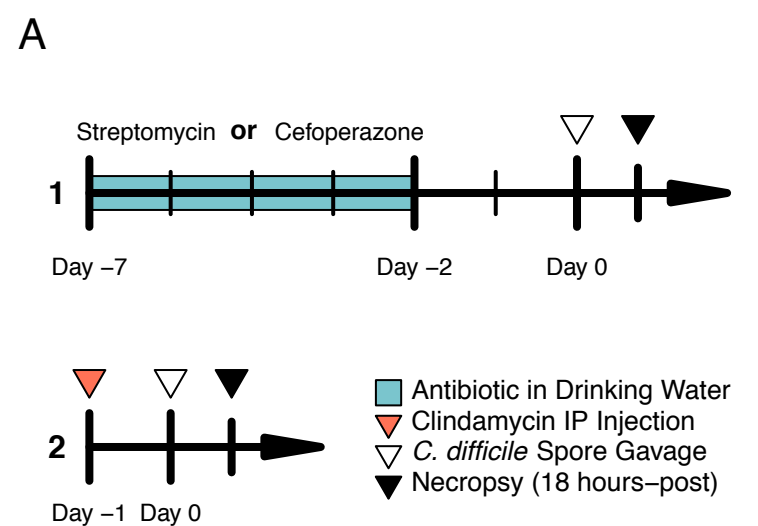 A
Streptomycin or Cefoperazone
1
Day −7
Day −2
Day 0
2
Day −1
Day 0
Antibiotic in Drinking Water
Clindamycin IP Injection
C. difficile Spore Gavage
Necropsy (18 hours−post)